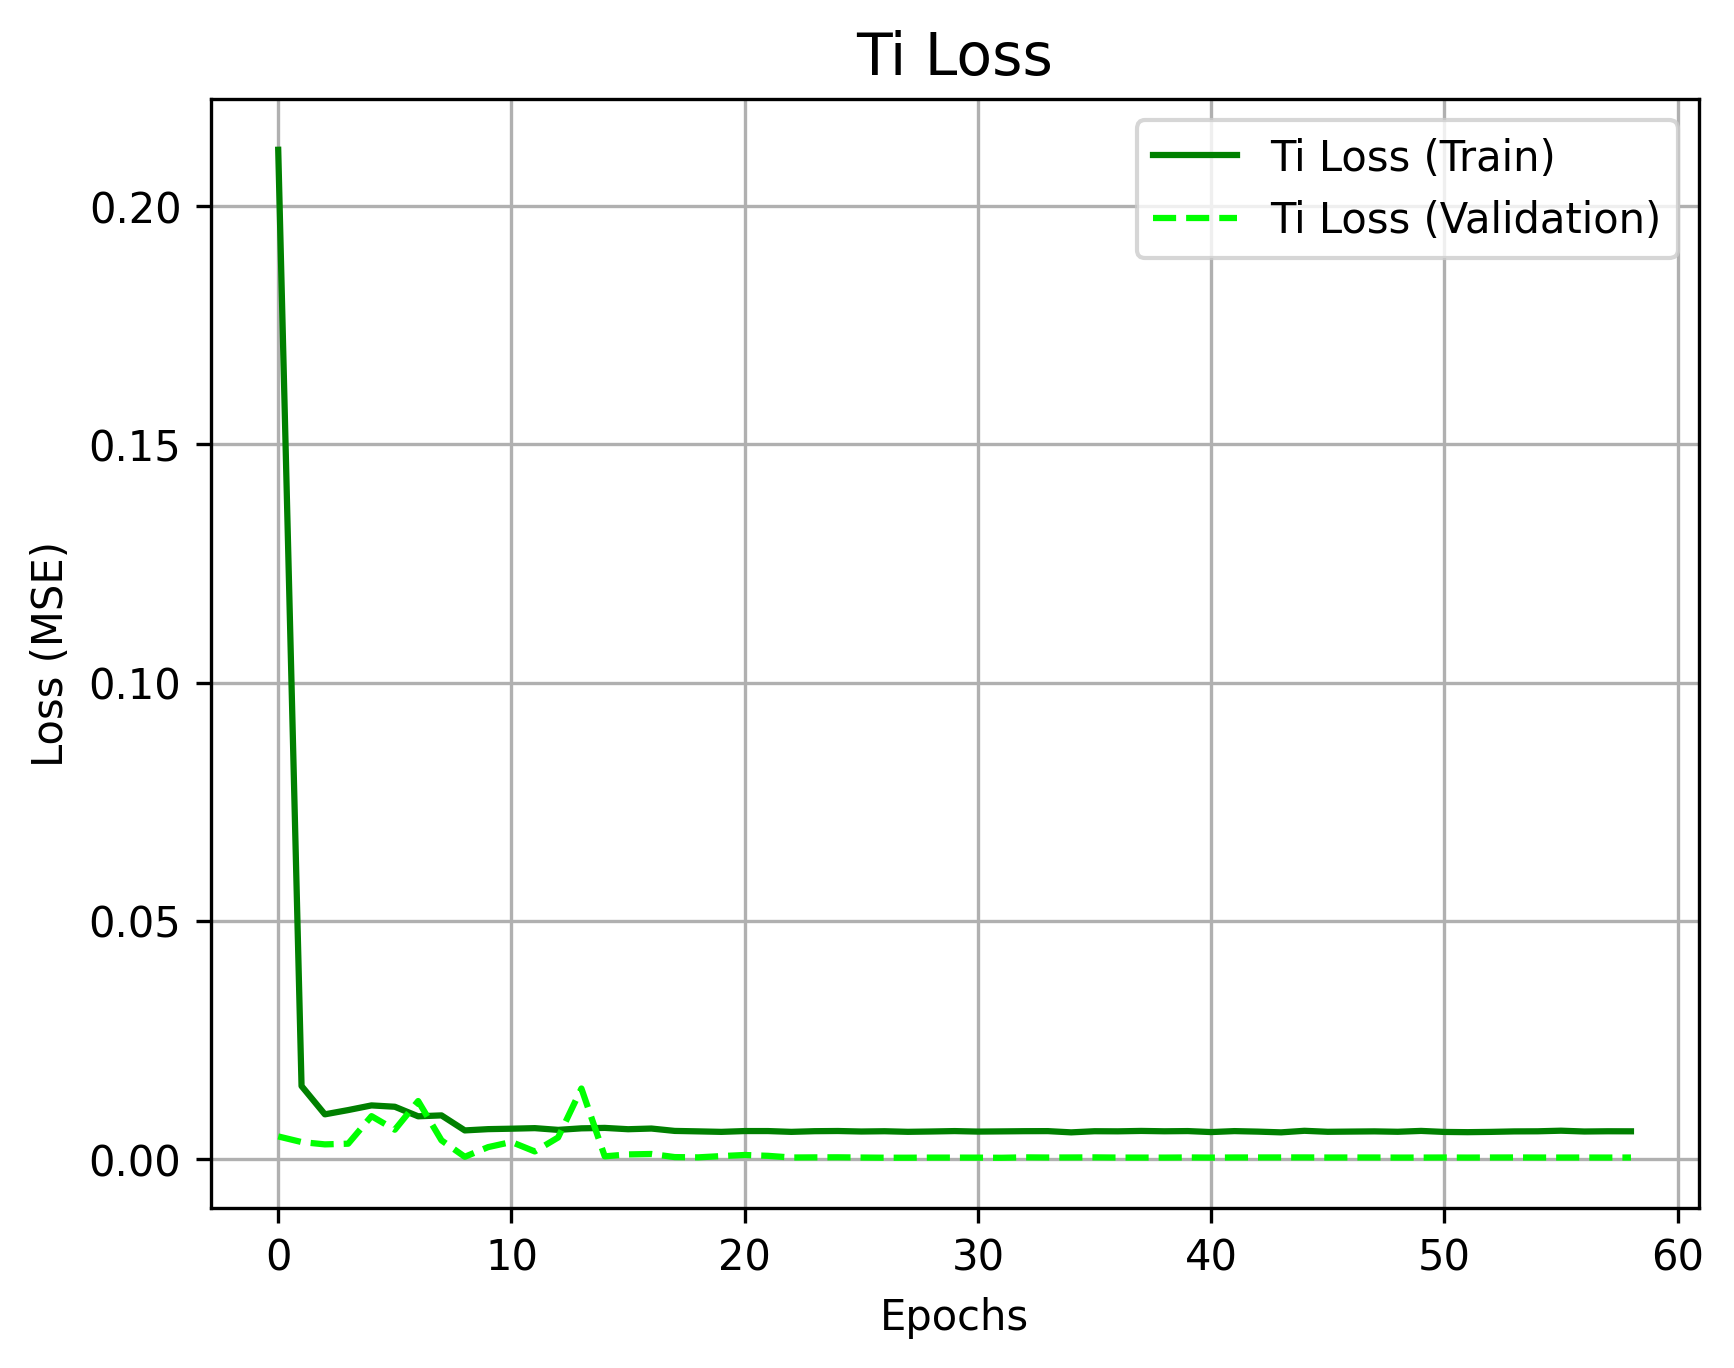 Ti Loss
Ti Loss (Train)
Ti Loss (Validation)
Loss (MSE)
0.20
0.15
0.10
0.05
0.00
0 10 20 30 40 50 60
Epochs